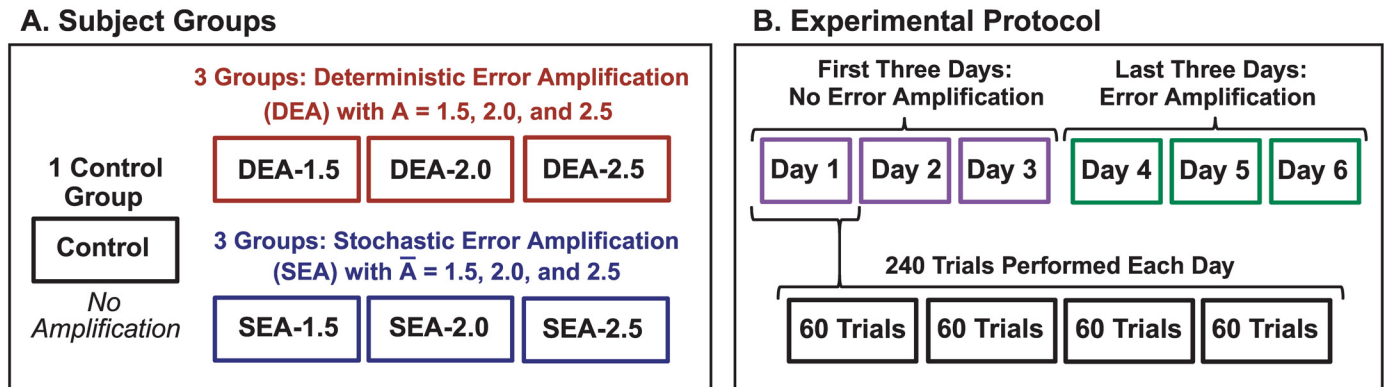 A. Subject Groups
3 Groups: Deterministic Error Amplification
(DEA) with A = 1.5, 2.0, and 2.5
DEA-1.5
DEA-2.0
DEA-2.5
1 Control
Group
Control
No
Amplification
3 Groups: Stochastic Error Amplification
(SEA) with A̅ = 1.5, 2.0, and 2.5
SEA-1.5
SEA-2.0
SEA-2.5
B. Experimental Protocol
First Three Days:
No Error Amplification
Last Three Days:
Error Amplification
Day 1
Day 2
Day 3
Day 4
Day 5
Day 6
240 Trials Performed Each Day
60 Trials
60 Trials
60 Trials
60 Trials